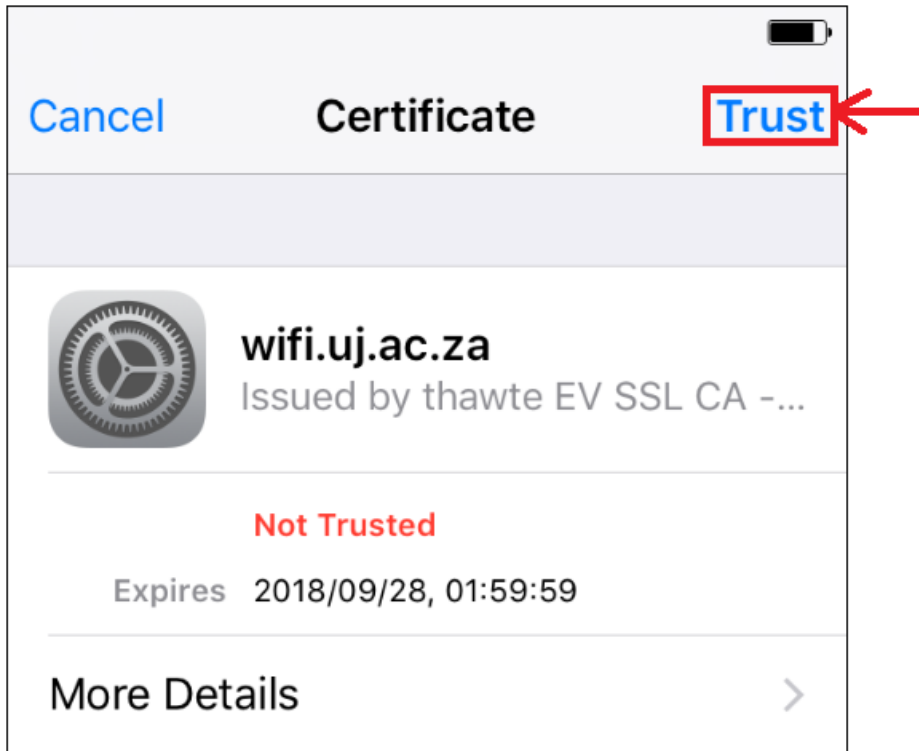 Cancel Certificate Trust
wifi.uj.ac.za
Issued by thawte EV SSL CA -...
Not Trusted
Expires 2018/09/28, 01:59:59
More Details